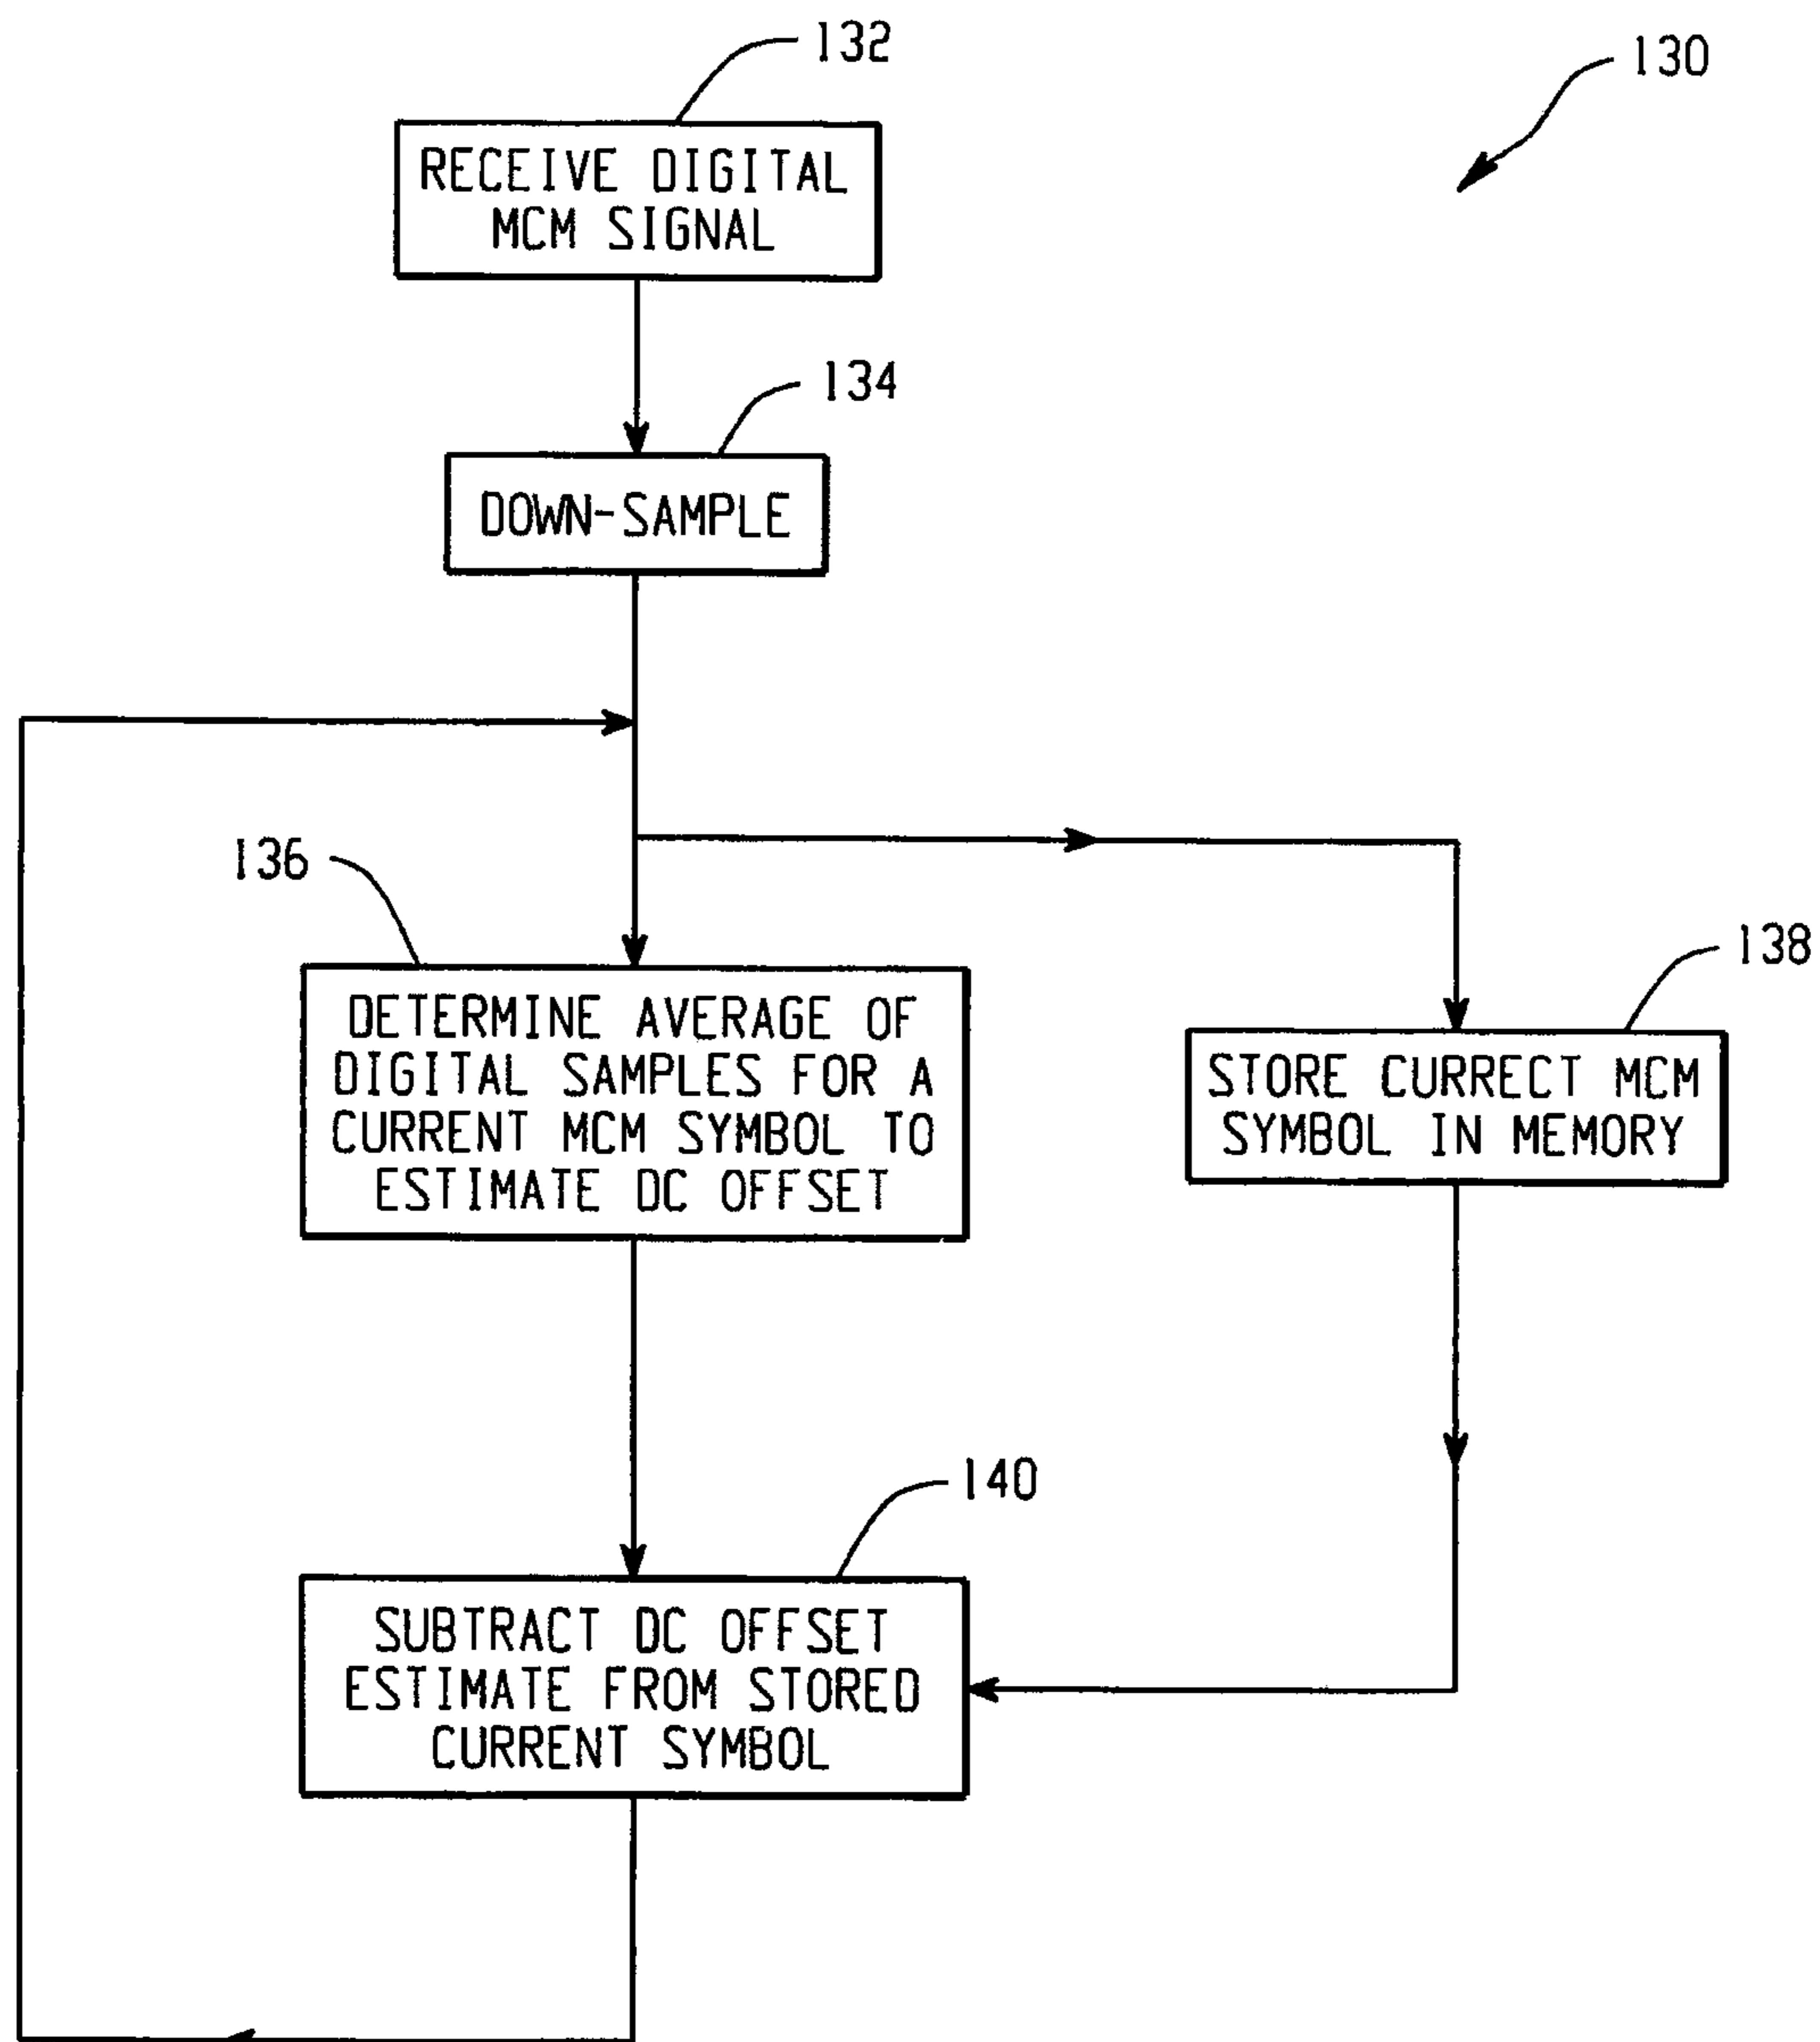 132
130
RECEIVE DIGITAL
MCM SIGNAL
134
DOWN-SAMPLE
136
138
DETERMINE AVERAGE OF
DIGITAL SAMPLES FOR A
CURRENT MCM SYMBOL TO
ESTIMATE DC OFFSET
STORE CURRECT MCM
SYMBOL IN MEMORY
140
SUBTRACT DC OFFSET
ESTIMATE FROM STORED
CURRENT SYMBOL